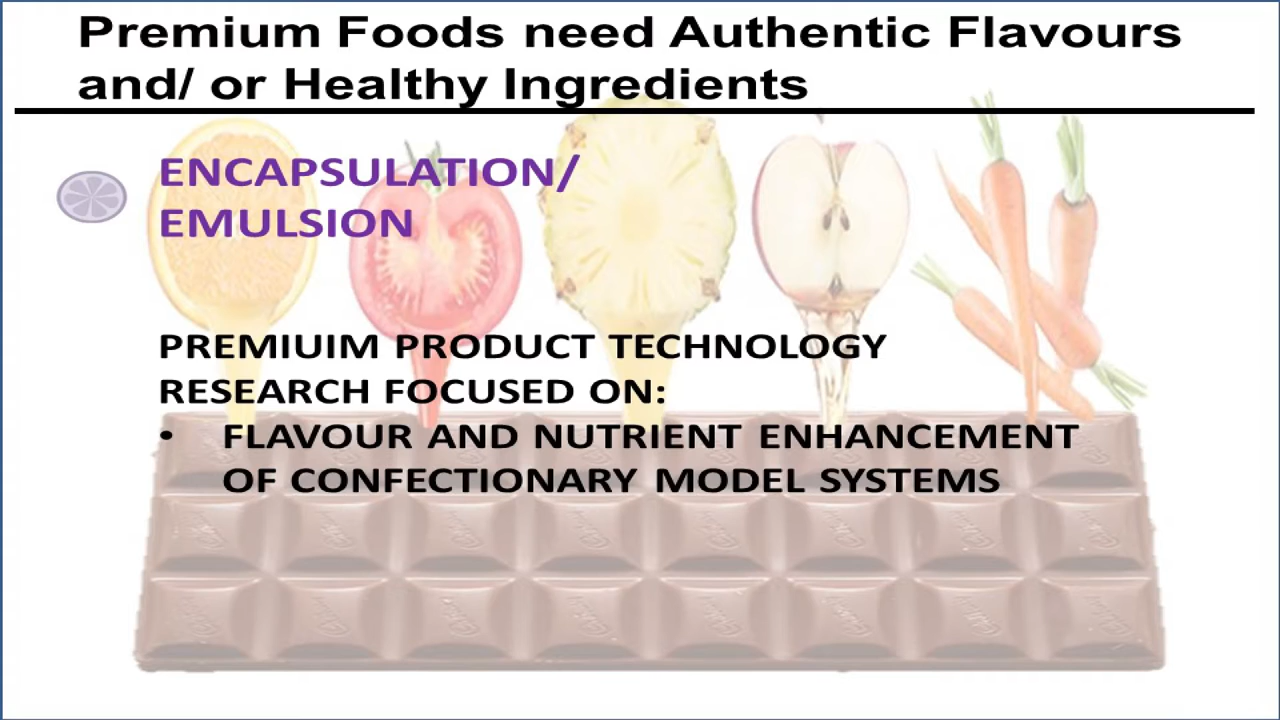 Premium Foods need Authentic Flavours
and/ or Healthy Ingredients
ENCAPSULATION/
EMULSION
PREMIUIM PRODUCT TECHNOLOGY
RESEARCH FOCUSED ON:
• FLAVOUR AND NUTRIENT ENHANCEMENT
OF CONFECTIONARY MODEL SYSTEMS